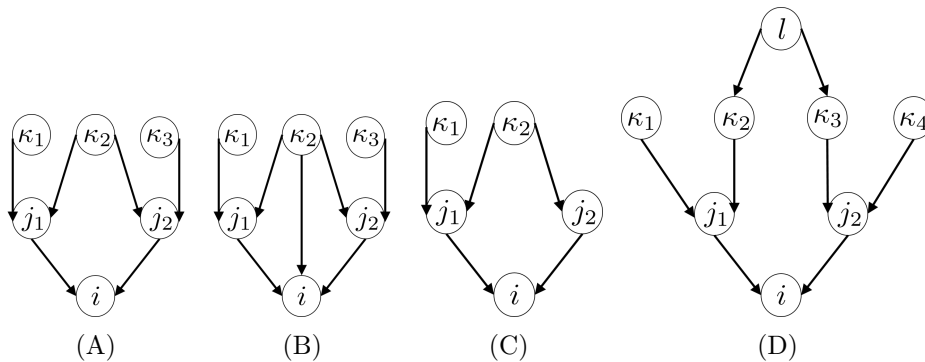 l
κ₁ κ₂ κ₃ κ₁ κ₂ κ₃ κ₁ κ₂ κ₁ κ₂ κ₃ κ₄
j₁ j₂ j₁ j₂ j₁ j₂ j₁ j₂
i i i i
(A) (B) (C) (D)